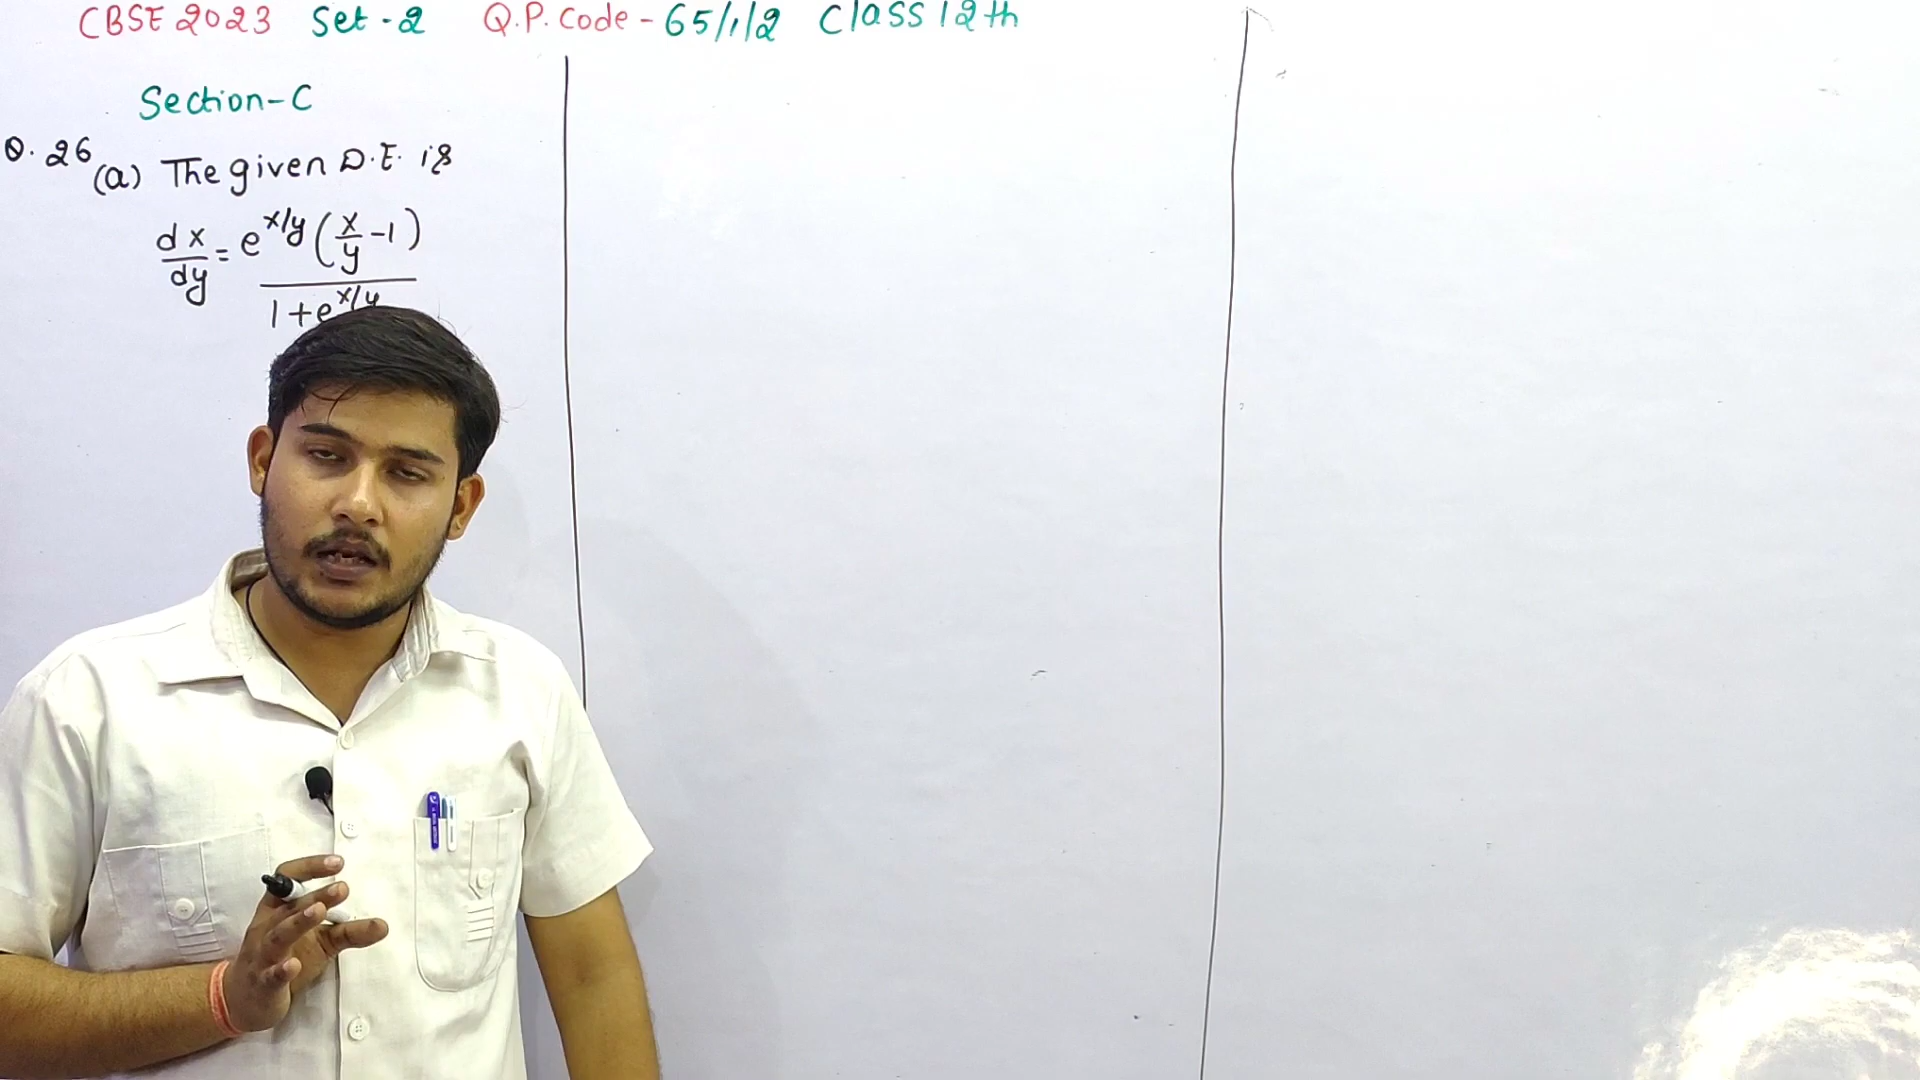 CBSE 2023 Set-2 Q.P. Code - 65/1/2 Class 12th
Section-C
Q. 26 (a) The given D.E. is
dx/dy = e^x/y (x/y - 1) / 1+e^x/y